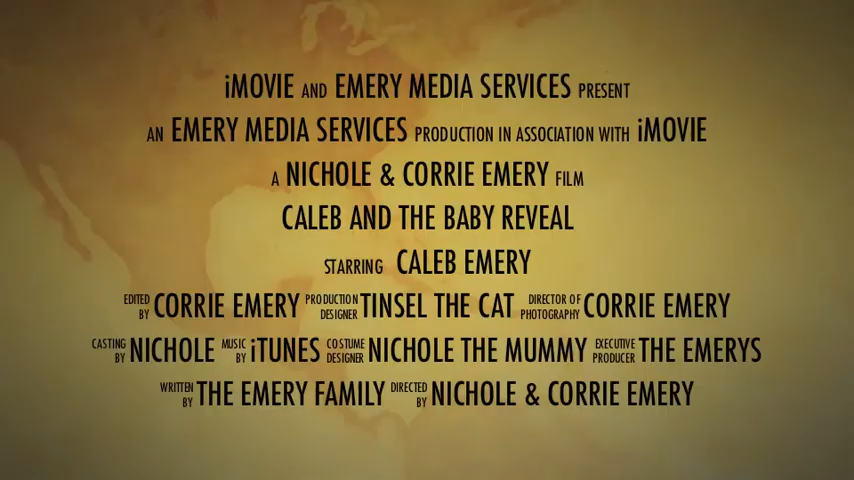 iMOVIE AND EMERY MEDIA SERVICES PRESENT
AN EMERY MEDIA SERVICES PRODUCTION IN ASSOCIATION WITH iMOVIE
A NICHOLE & CORRIE EMERY FILM
CALEB AND THE BABY REVEAL
STARRING CALEB EMERY
EDITED BY CORRIE EMERY PRODUCTION DESIGNER TINSEL THE CAT DIRECTOR OF PHOTOGRAPHY CORRIE EMERY
CASTING BY NICHOLE MUSIC BY iTUNES COSTUME DESIGNER NICHOLE THE MUMMY EXECUTIVE PRODUCER THE EMERYS
WRITTEN BY THE EMERY FAMILY DIRECTED BY NICHOLE & CORRIE EMERY